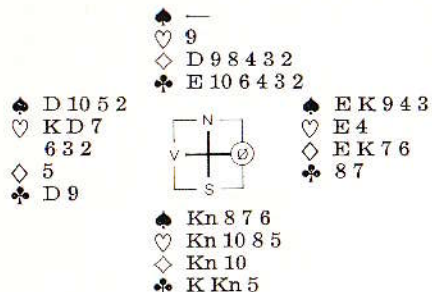 ♠ —
♡ 9
♢ D 9 8 4 3 2
♣ E 10 6 4 3 2
♠ D 10 5 2
♡ K D 7
6 3 2
♢ 5
♣ D 9
N
V Ø
S
♠ E K 9 4 3
♡ E 4
♢ E K 7 6
♣ 8 7
♠ Kn 8 7 6
♡ Kn 10 8 5
♢ Kn 10
♣ K Kn 5